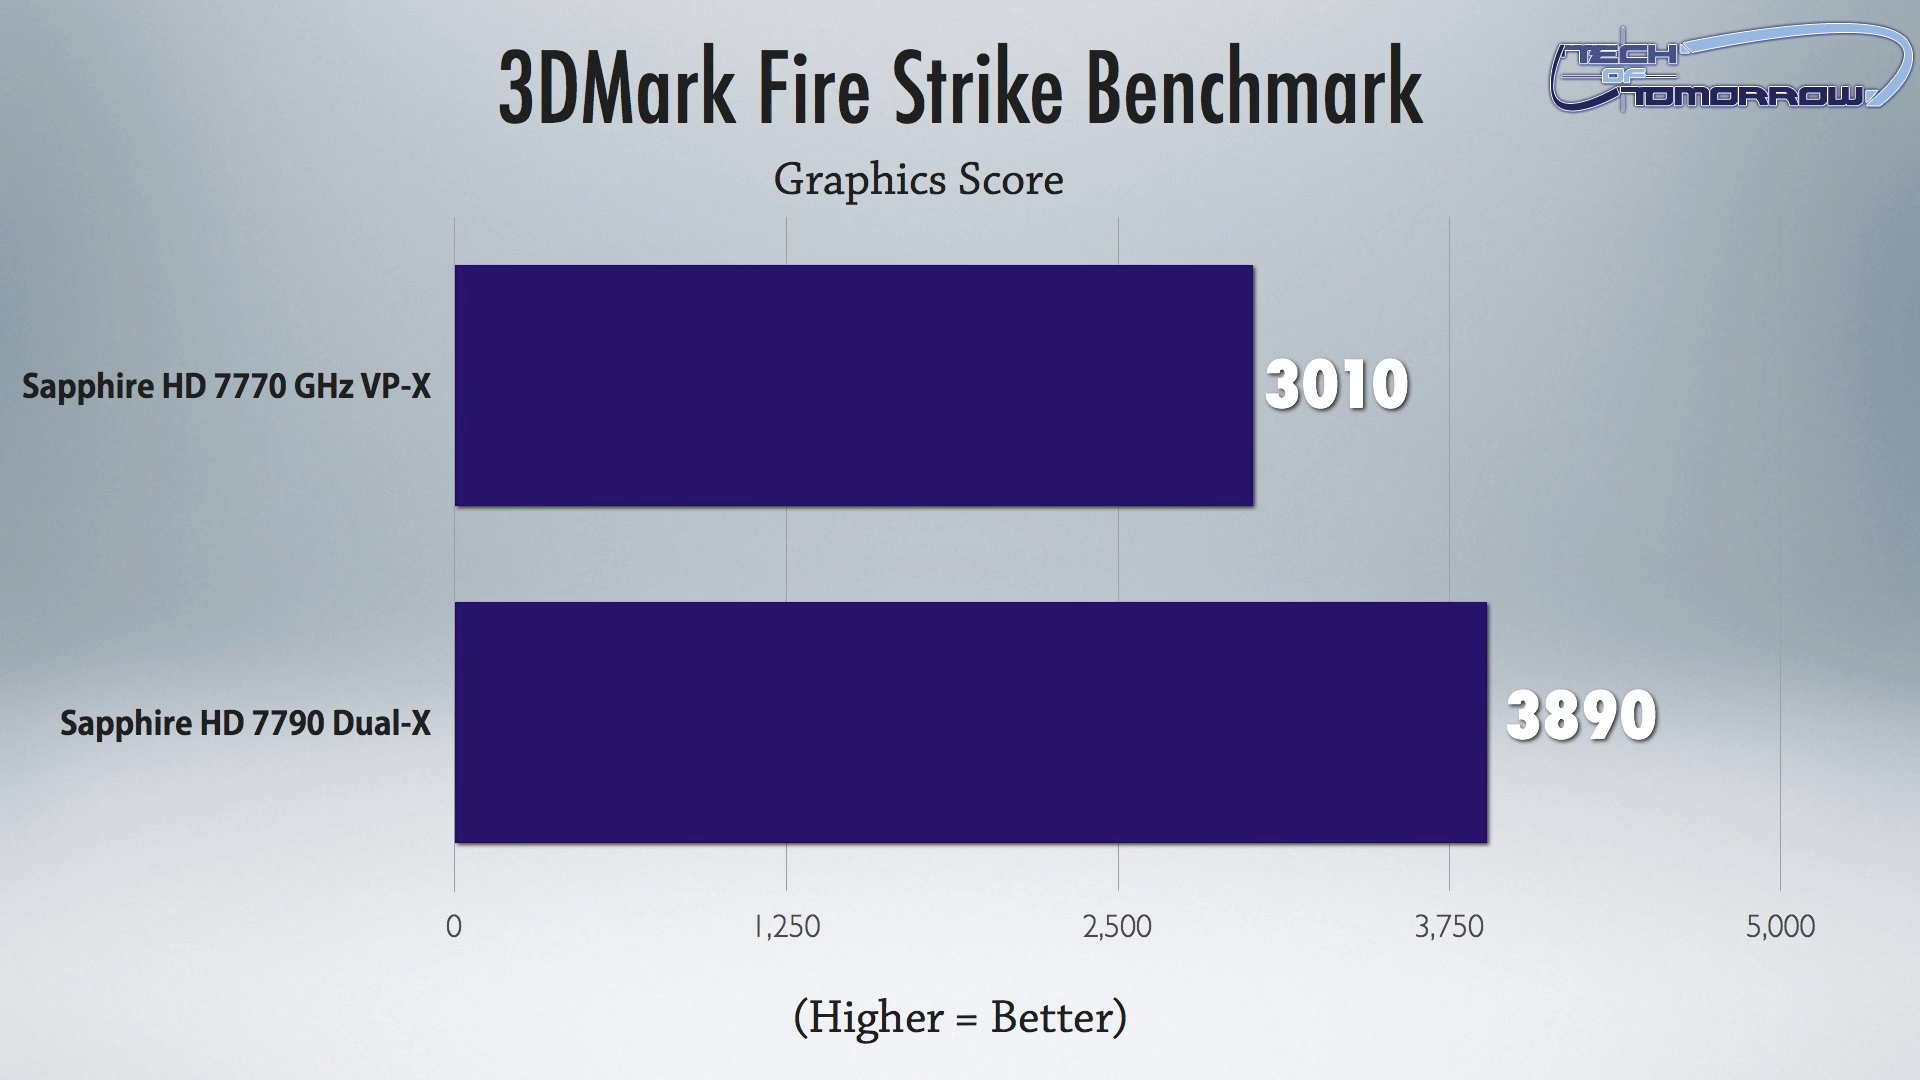 3DMark Fire Strike Benchmark
TECH
OF
TOMORROW
Graphics Score
Sapphire HD 7770 GHz VP-X
3010
Sapphire HD 7790 Dual-X
3890
0 1,250 2,500 3,750 5,000
(Higher = Better)